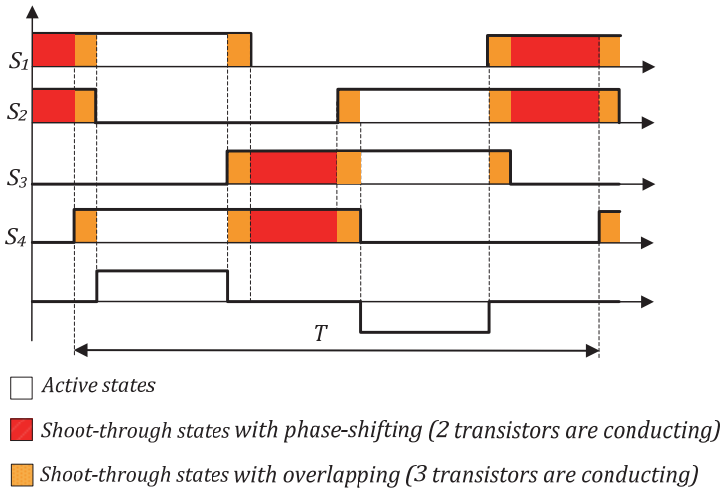 S1
S2
S3
S4
T
Active states
Shoot-through states with phase-shifting (2 transistors are conducting)
Shoot-through states with overlapping (3 transistors are conducting)